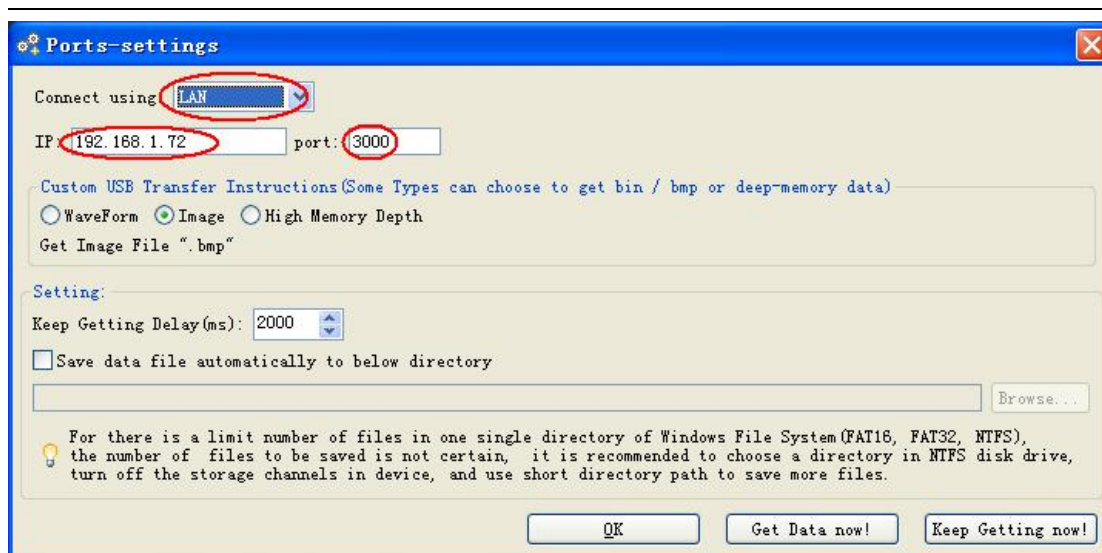 Ports-settings
Connect using: LAN
IP: 192.168.1.72 port: 3000
Custom USB Transfer Instructions(Some Types can choose to get bin / bmp or deep-memory data)
WaveForm Image High Memory Depth
Get Image File ".bmp"
Setting:
Keep Getting Delay(ms): 2000
Save data file automatically to below directory
Browse...
For there is a limit number of files in one single directory of Windows File System(FAT16, FAT32, NTFS),
the number of files to be saved is not certain, it is recommended to choose a directory in NTFS disk drive,
turn off the storage channels in device, and use short directory path to save more files.
OK Get Data now! Keep Getting now!